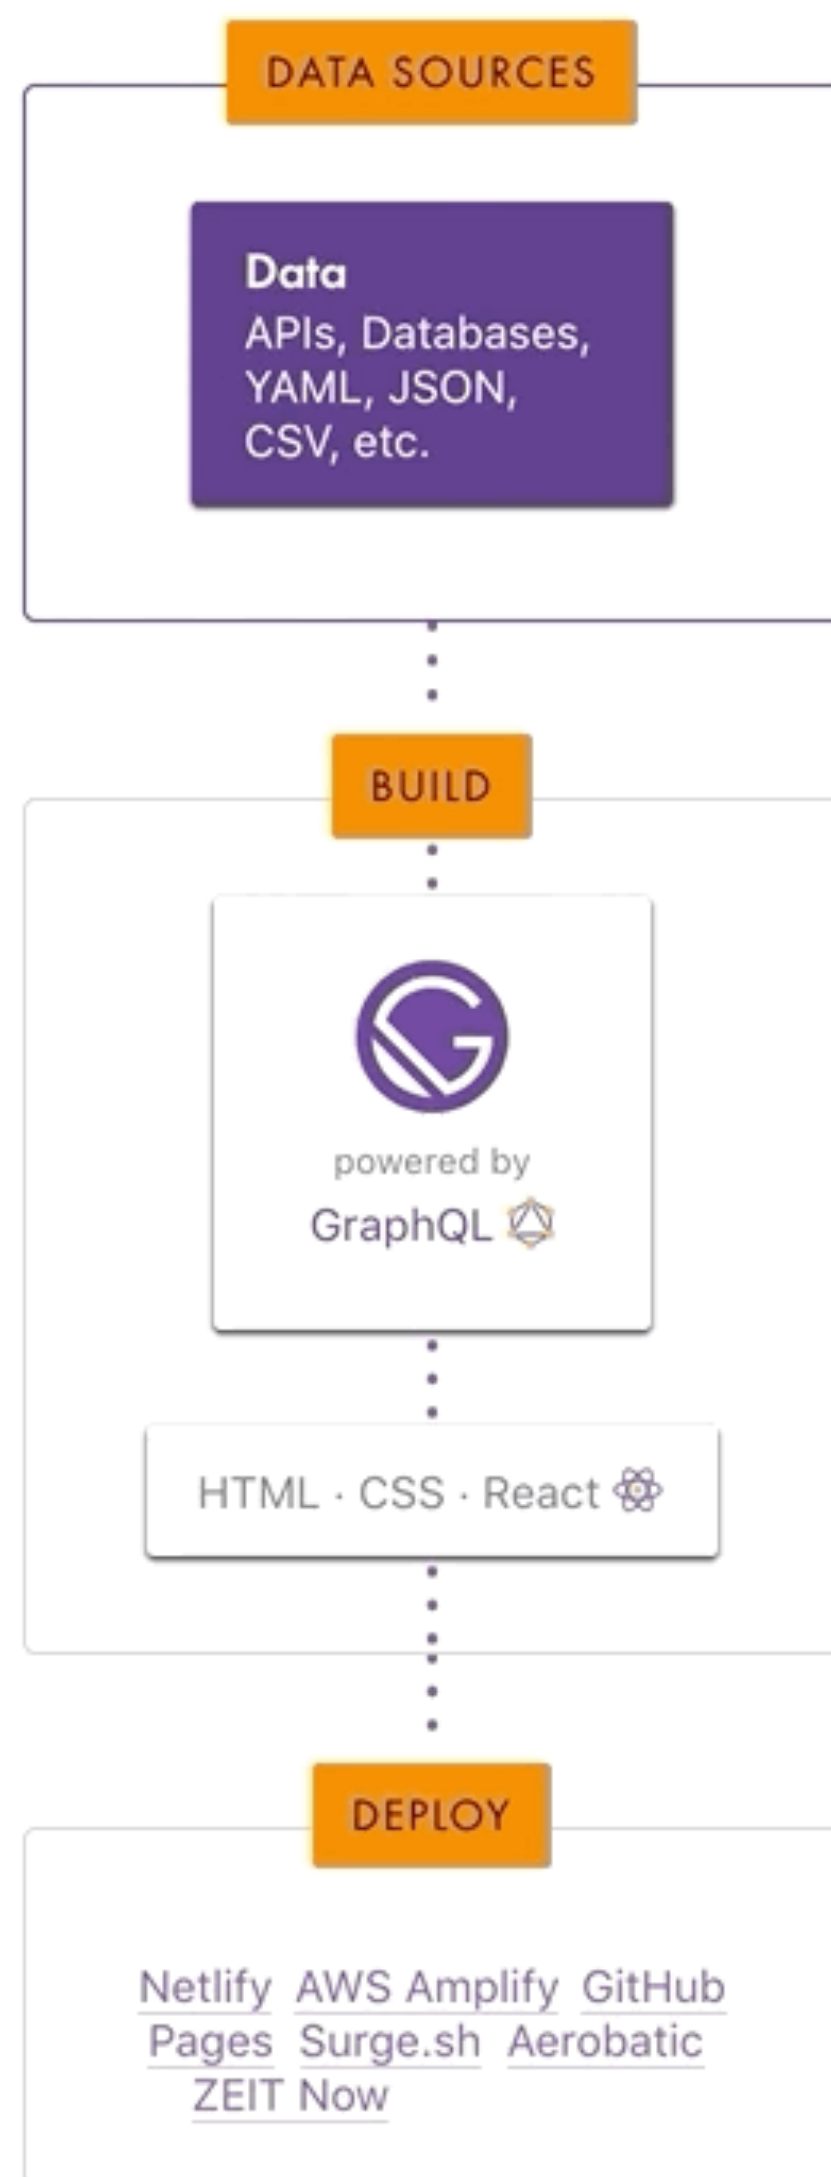 DATA SOURCES
Data
APIs, Databases,
YAML, JSON,
CSV, etc.
BUILD
powered by
GraphQL
HTML · CSS · React
DEPLOY
Netlify AWS Amplify GitHub
Pages Surge.sh Aerobatic
ZEIT Now